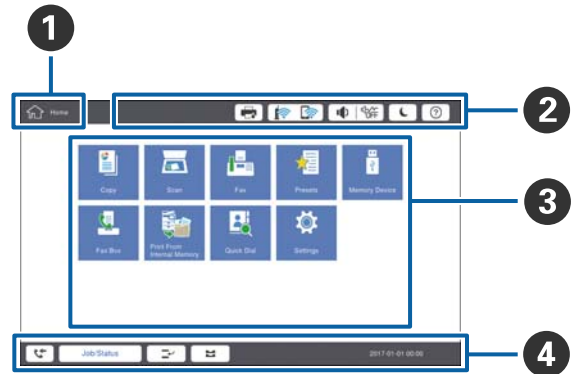 1
2
Home
Copy
Scan
Fax
Presets
Memory Device
3
Fax Box
Print From
Internal Memory
Quick Dial
Settings
Job/Status
2017-01-01 00:00
4